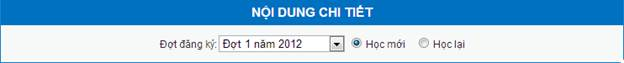 NỘI DUNG CHI TIẾT
Đợt đăng ký: Đợt 1 năm 2012 Học mới Học lại